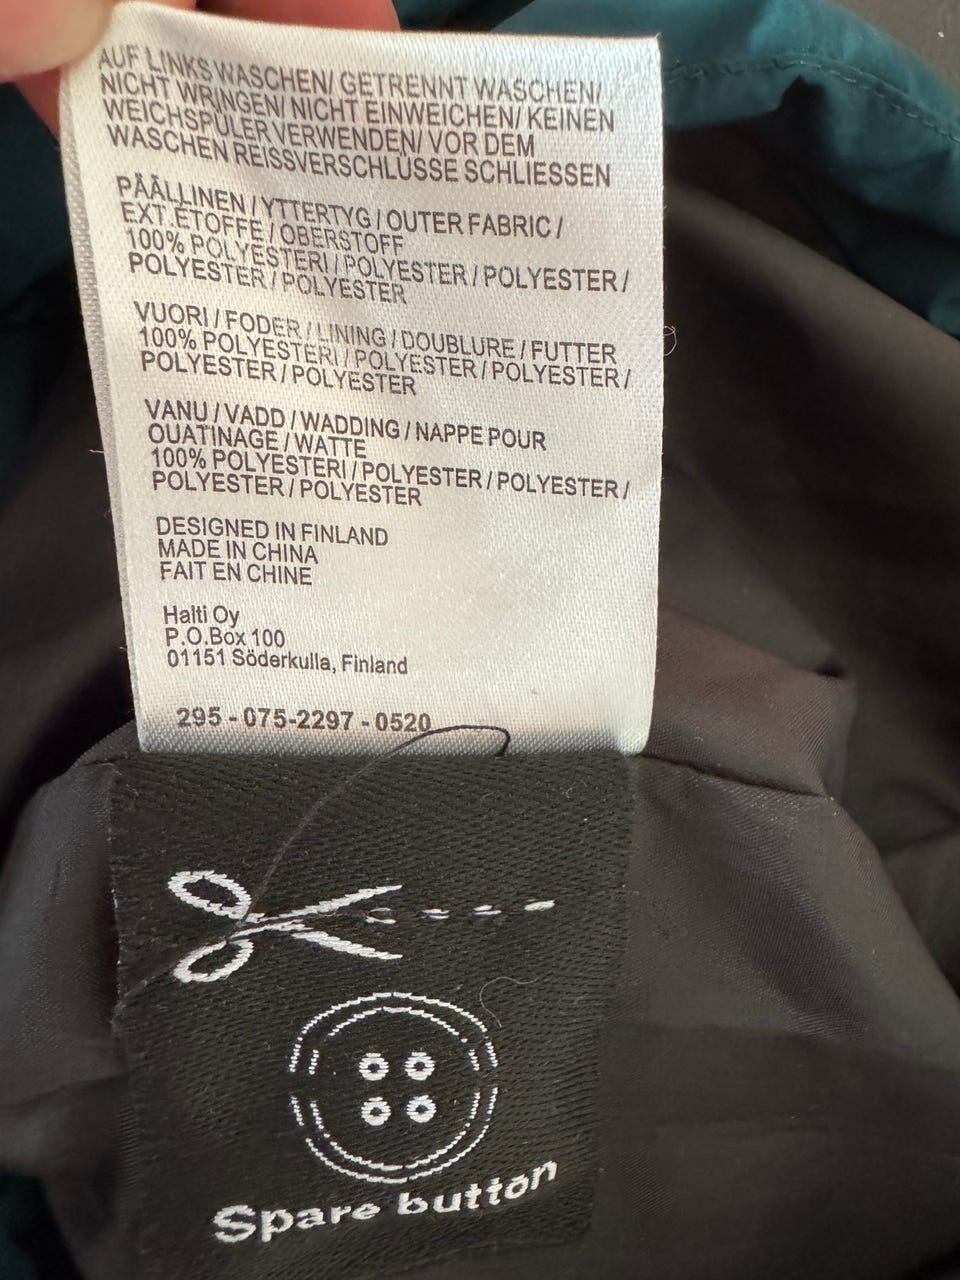 AUF LINKS WASCHEN/ GETRENNT WASCHEN/
NICHT WRINGEN/ NICHT EINWEICHEN/ KEINEN
WEICHSPÜLER VERWENDEN/ VOR DEM
WASCHEN REISSVERSCHLÜSSE SCHLIESSEN
PÄÄLLINEN / YTTERTYG / OUTER FABRIC /
EXT.ETOFFE / OBERSTOFF
100% POLYESTERI / POLYESTER / POLYESTER /
POLYESTER / POLYESTER
VUORI / FODER / LINING / DOUBLURE / FUTTER
100% POLYESTERI / POLYESTER / POLYESTER /
POLYESTER / POLYESTER
VANU / VADD / WADDING / NAPPE POUR
OUATINAGE / WATTE
100% POLYESTERI / POLYESTER / POLYESTER /
POLYESTER / POLYESTER
DESIGNED IN FINLAND
MADE IN CHINA
FAIT EN CHINE
Halti Oy
P.O.Box 100
01151 Söderkulla, Finland
295 - 075-2297 - 0520
Spare button